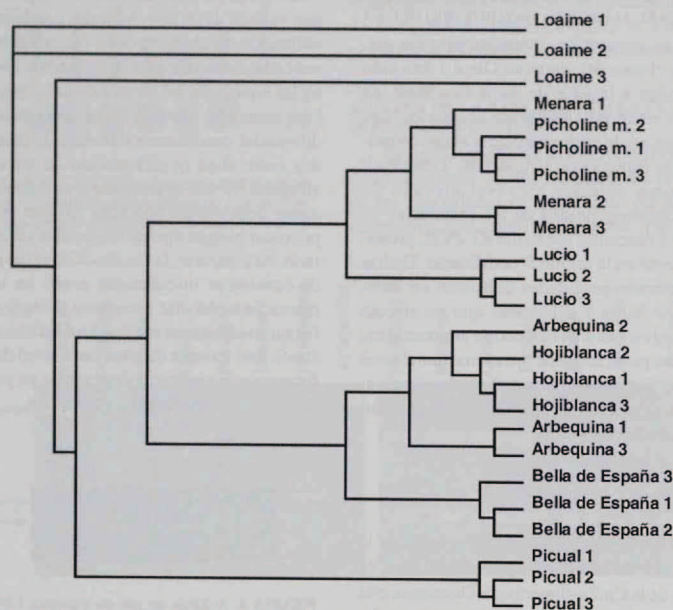 Loaime 1
Loaime 2
Loaime 3
Menara 1
Picholine m. 2
Picholine m. 1
Picholine m. 3
Menara 2
Menara 3
Lucio 1
Lucio 2
Lucio 3
Arbequina 2
Hojiblanca 2
Hojiblanca 1
Hojiblanca 3
Arbequina 1
Arbequina 3
Bella de España 3
Bella de España 1
Bella de España 2
Picual 1
Picual 2
Picual 3